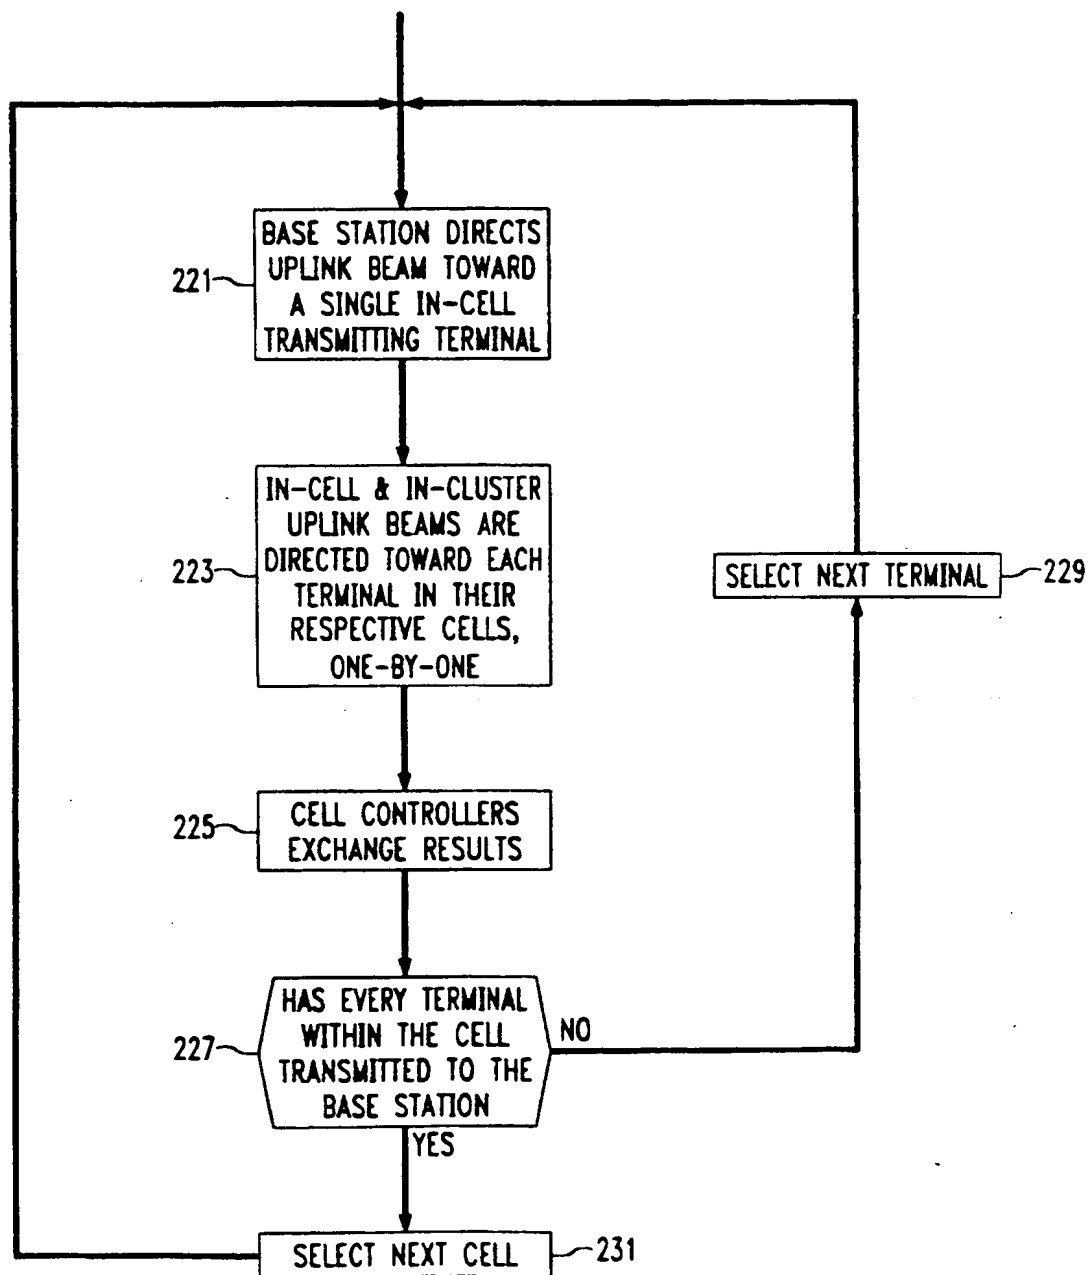 BASE STATION DIRECTS
UPLINK BEAM TOWARD
A SINGLE IN-CELL
TRANSMITTING TERMINAL
221
IN-CELL & IN-CLUSTER
UPLINK BEAMS ARE
DIRECTED TOWARD EACH
TERMINAL IN THEIR
RESPECTIVE CELLS,
ONE-BY-ONE
223
SELECT NEXT TERMINAL
229
CELL CONTROLLERS
EXCHANGE RESULTS
225
HAS EVERY TERMINAL
WITHIN THE CELL
TRANSMITTED TO THE
BASE STATION
227
NO
YES
SELECT NEXT CELL
231